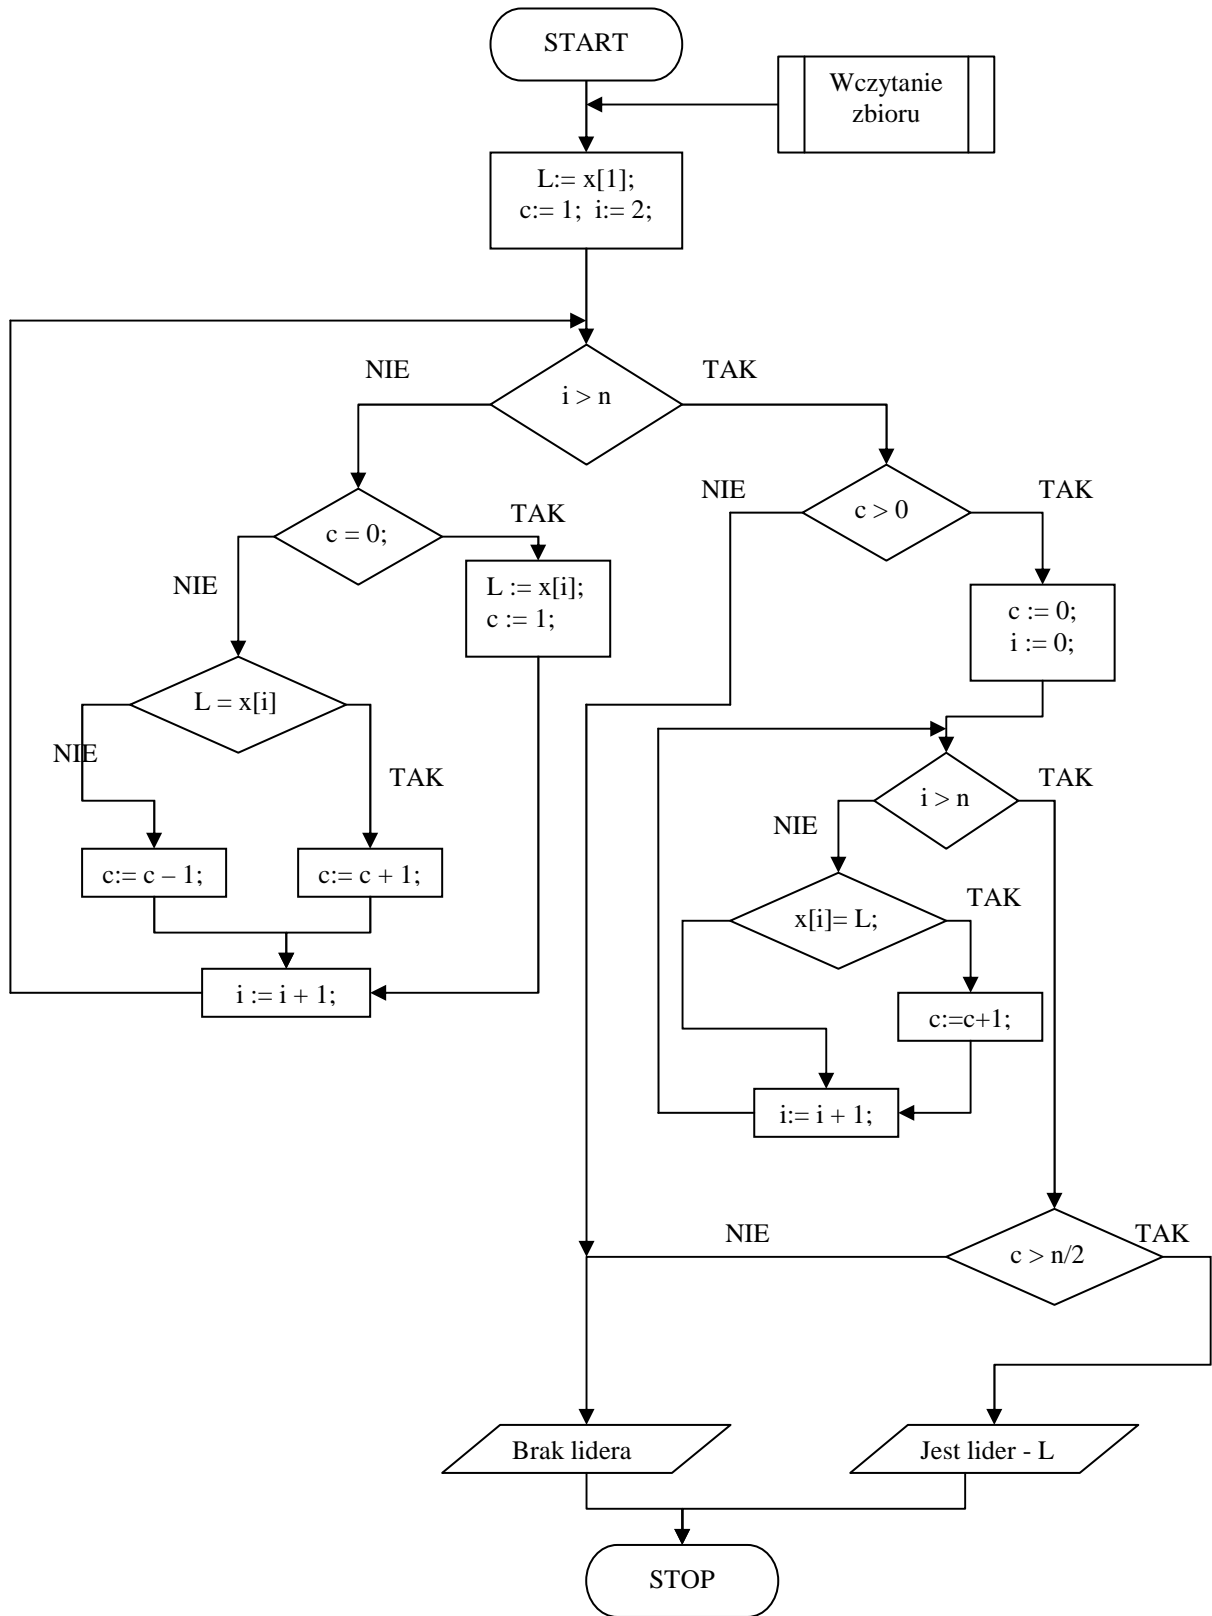 START
Wczytanie
zbioru
L:= x[1];
c:= 1; i:= 2;
NIE
TAK
i > n
NIE
TAK
c > 0
TAK
c = 0;
NIE
L := x[i];
c := 1;
c := 0;
i := 0;
L = x[i]
NIE
TAK
TAK
i > n
NIE
c:= c – 1;
c:= c + 1;
TAK
x[i]= L;
i := i + 1;
c:=c+1;
i:= i + 1;
NIE
TAK
c > n/2
Brak lidera
Jest lider - L
STOP